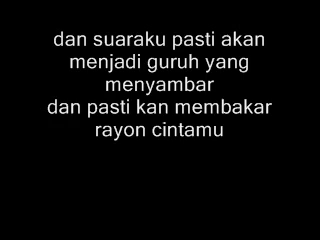 dan suaraku pasti akan
menjadi guruh yang
menyambar
dan pasti kan membakar
rayon cintamu